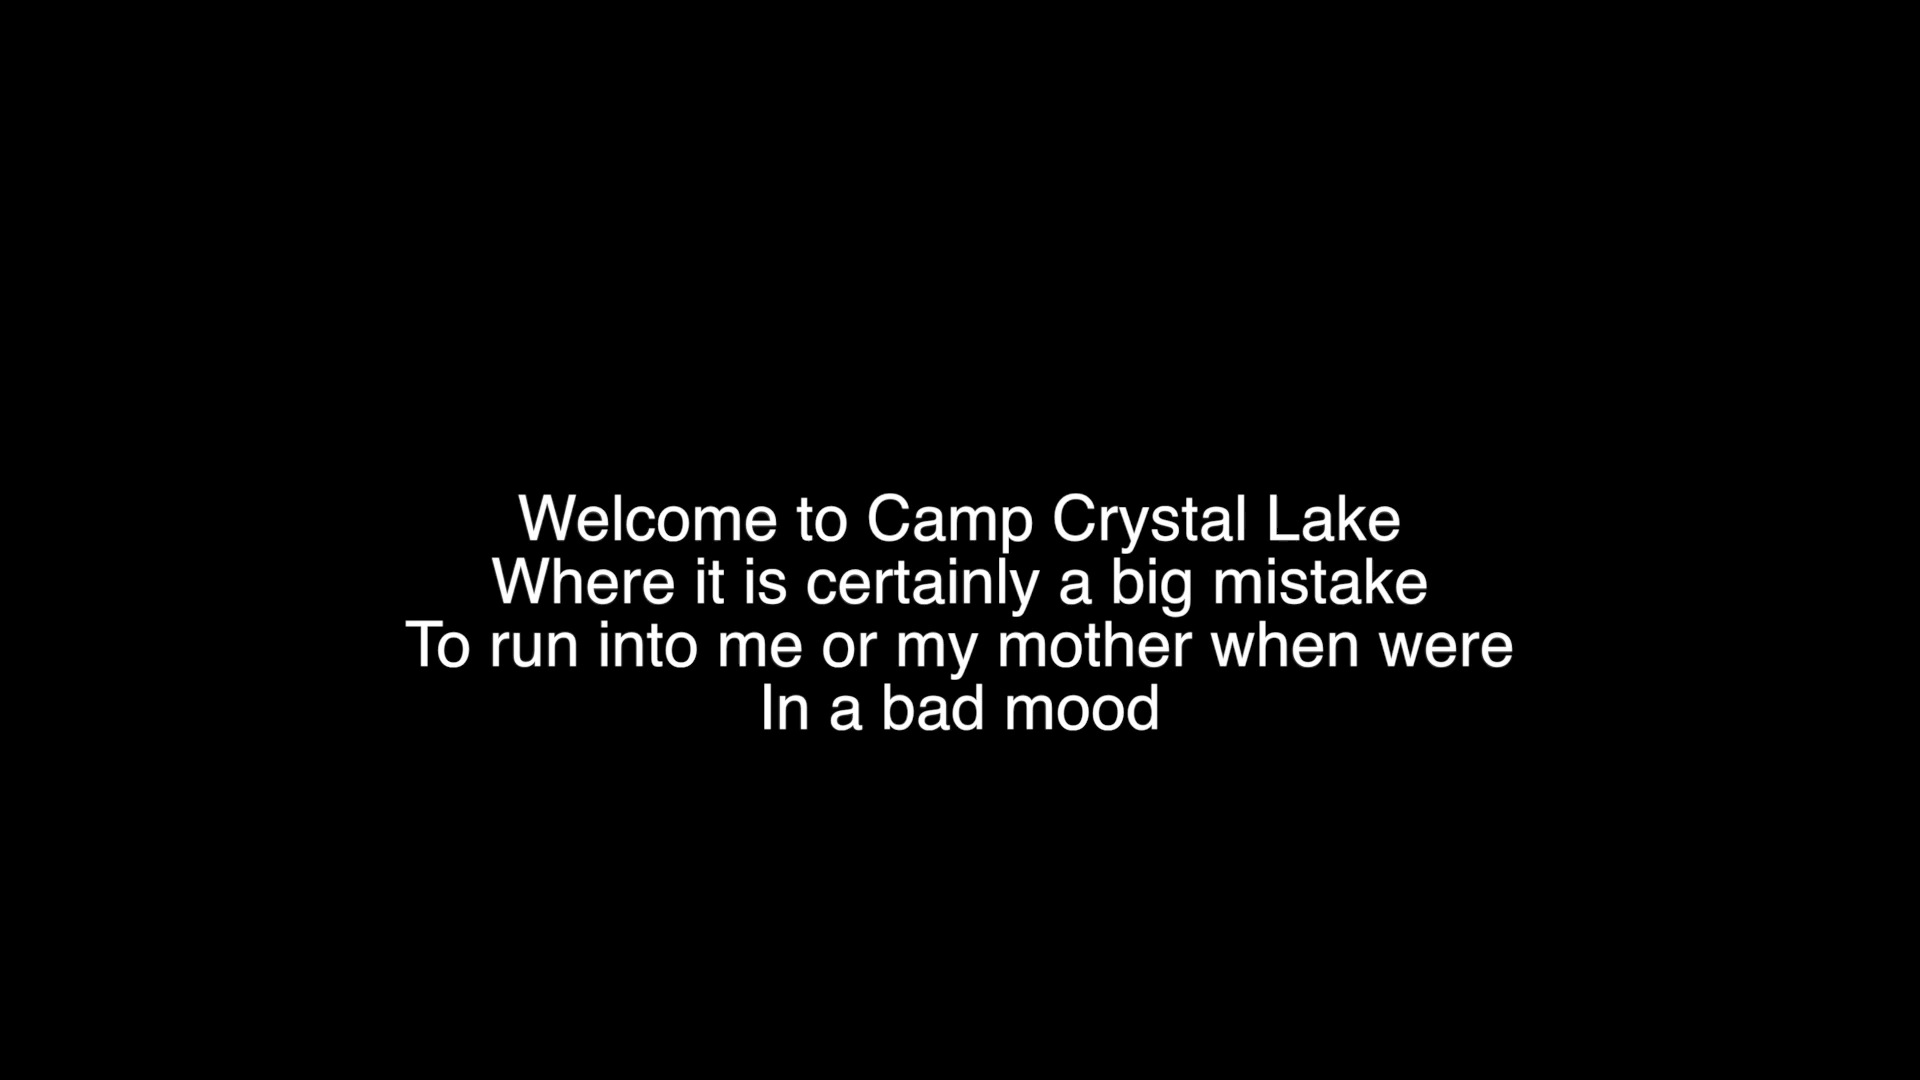 Welcome to Camp Crystal Lake
Where it is certainly a big mistake
To run into me or my mother when were
In a bad mood